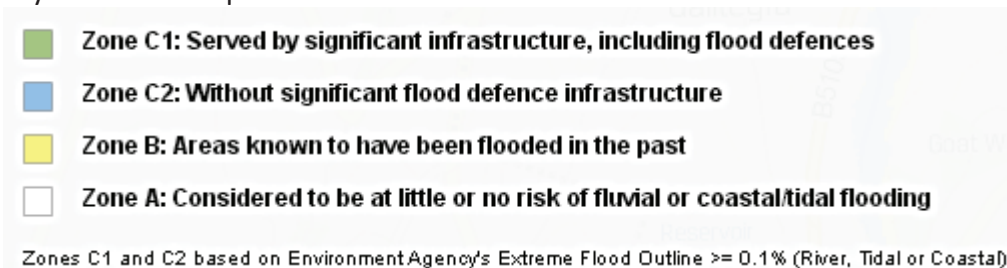 Zone C1: Served by significant infrastructure, including flood defences
Zone C2: Without significant flood defence infrastructure
B510
Zone B: Areas known to have been flooded in the past
Zone A: Considered to be at little or no risk of fluvial or coastal/tidal flooding
Reservoir
Zones C1 and C2 based on Environment Agency's Extreme Flood Outline >= 0.1% (River, Tidal or Coastal)